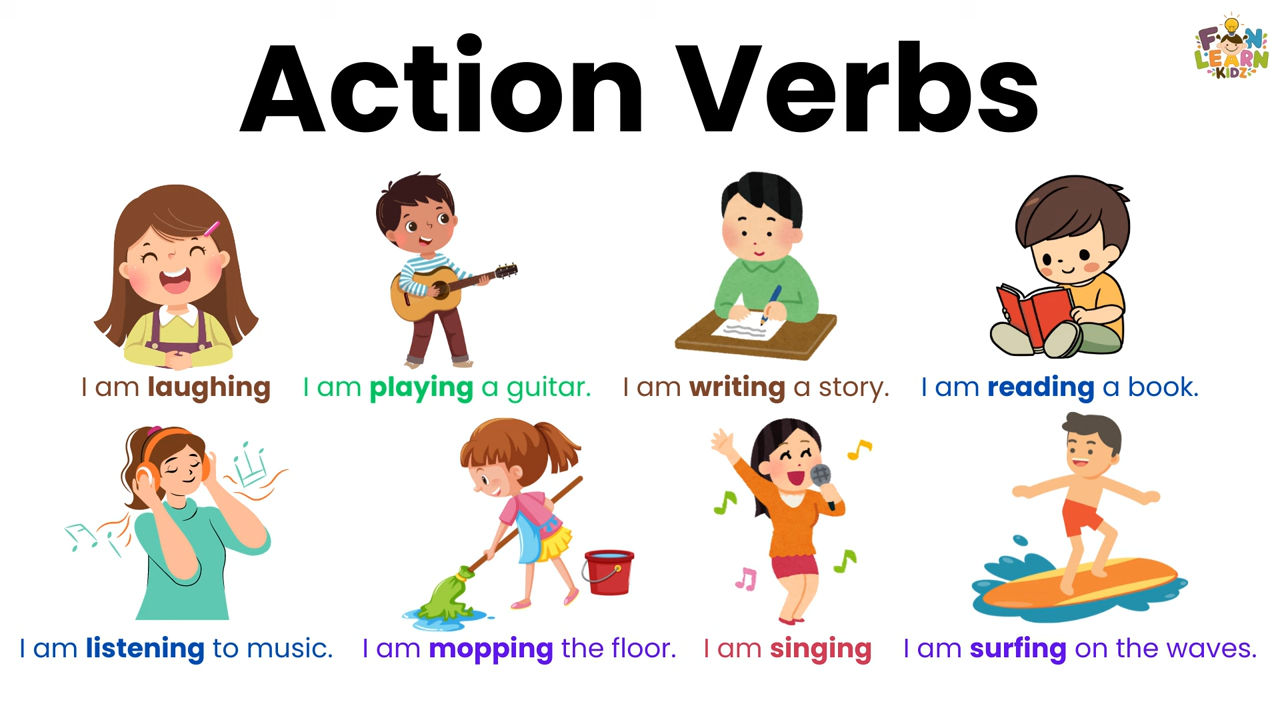 Action Verbs
FUN
LEARN
KIDZ
I am laughing
I am playing a guitar.
I am writing a story.
I am reading a book.
I am listening to music.
I am mopping the floor.
I am singing
I am surfing on the waves.